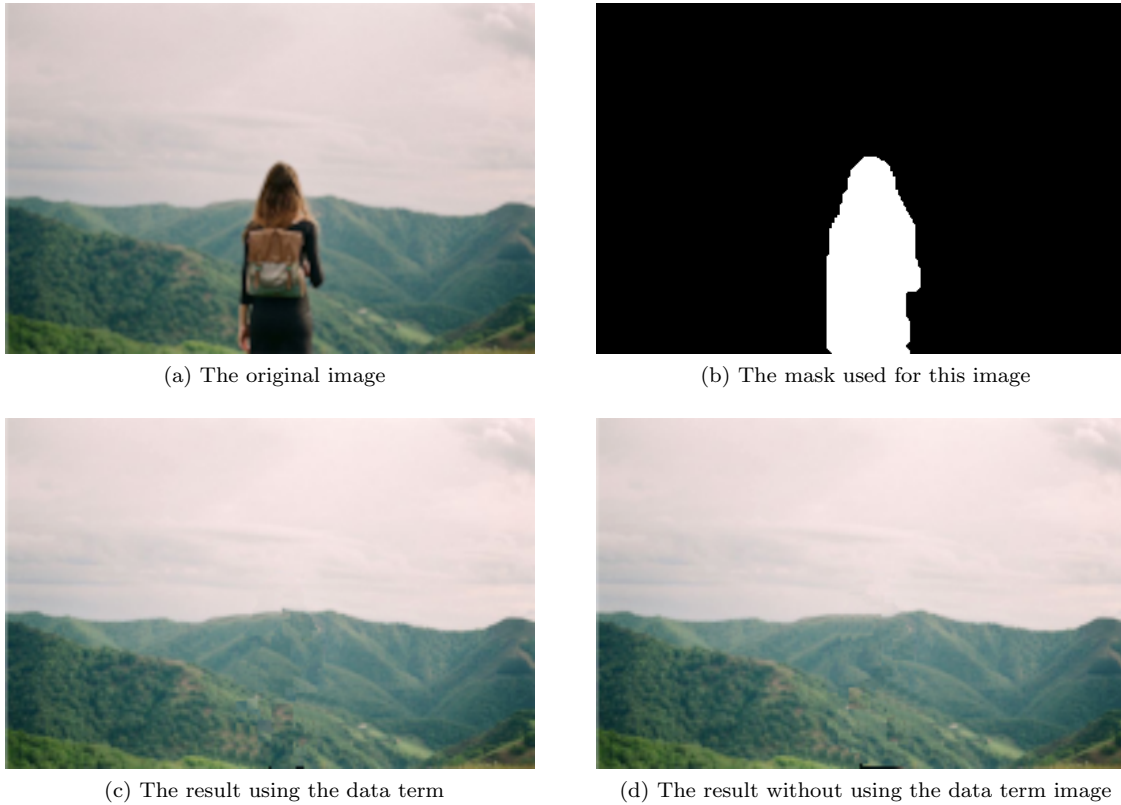 (a) The original image
(b) The mask used for this image
(c) The result using the data term
(d) The result without using the data term image